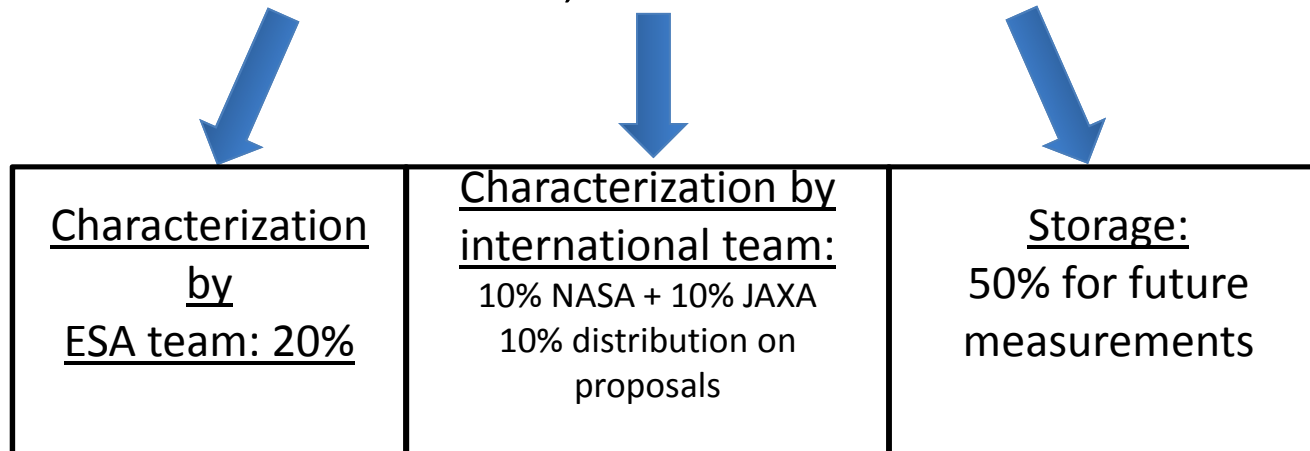 Characterization
by
ESA team: 20%
Characterization by
international team:
10% NASA + 10% JAXA
10% distribution on
proposals
Storage:
50% for future
measurements